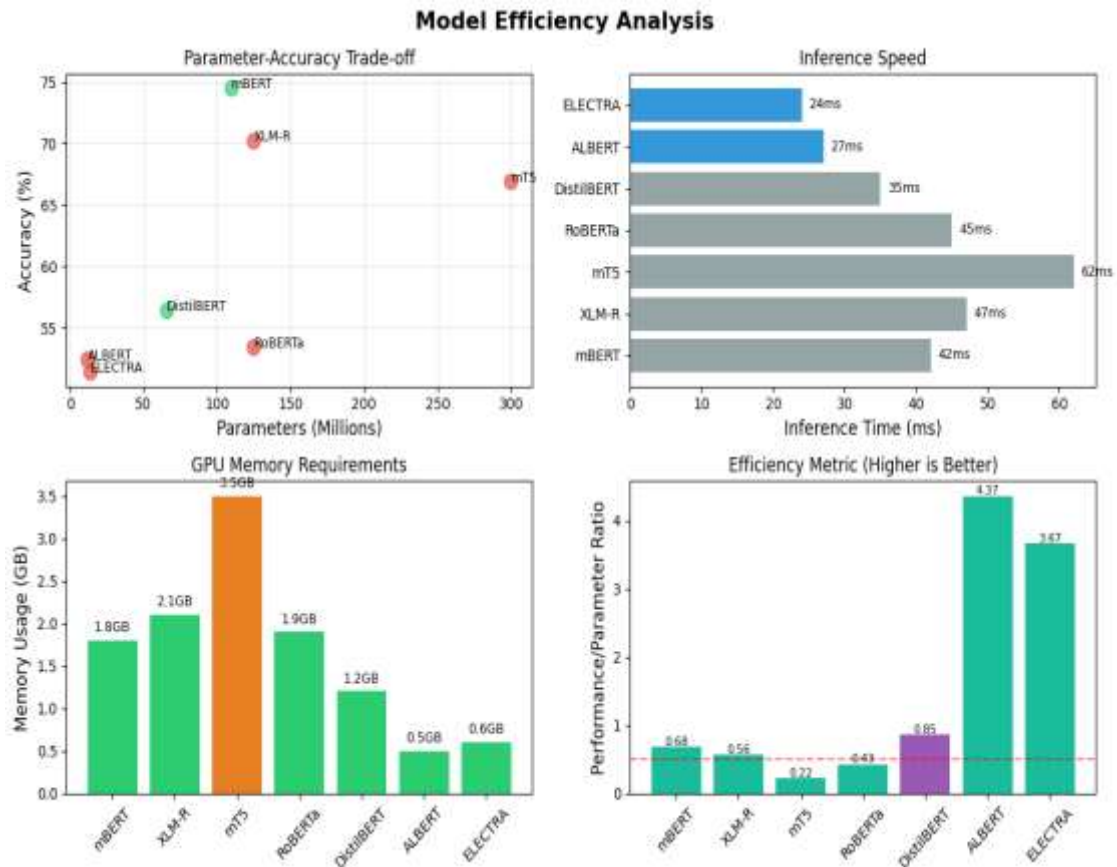 Model Efficiency Analysis
Parameter-Accuracy Trade-off
Accuracy (%)
75
70
65
60
55
mBERT
XLM-R
mT5
DistilBERT
RoBERTa
ALBERT
ELECTRA
0 50 100 150 200 250 300
Parameters (Millions)
Inference Speed
ELECTRA 24ms
ALBERT 27ms
DistilBERT 35ms
RoBERTa 45ms
mT5 62ms
XLM-R 47ms
mBERT 42ms
0 10 20 30 40 50 60
Inference Time (ms)
GPU Memory Requirements
Memory Usage (GB)
3.5
3.0
2.5
2.0
1.5
1.0
0.5
0.0
1.8GB
2.1GB
3.5GB
1.9GB
1.2GB
0.5GB
0.6GB
mBERT XLM-R mT5 RoBERTa DistilBERT ALBERT ELECTRA
Efficiency Metric (Higher is Better)
Performance/Parameter Ratio
4
3
2
1
0
0.68
0.56
0.22
0.43
0.85
4.37
3.67
mBERT XLM-R mT5 RoBERTa DistilBERT ALBERT ELECTRA